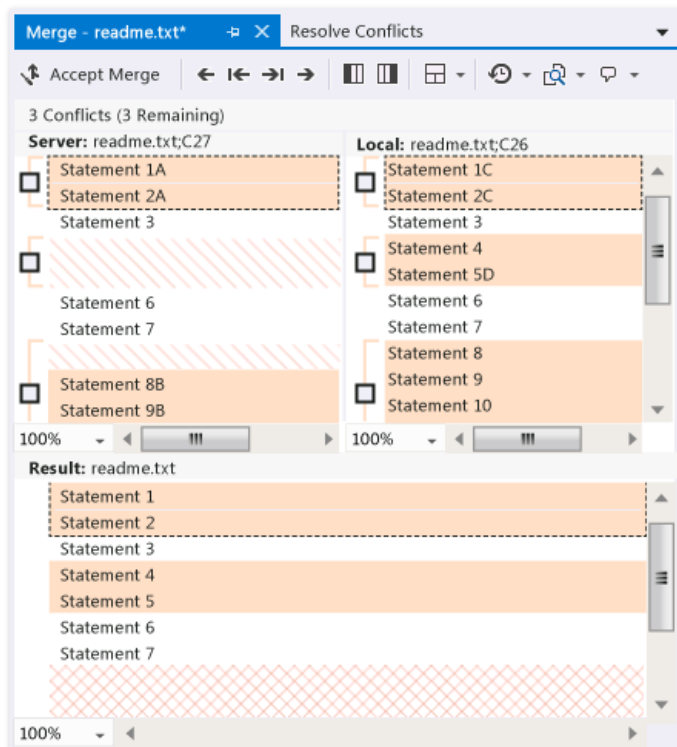 Merge - readme.txt*
Resolve Conflicts
Accept Merge
3 Conflicts (3 Remaining)
Server: readme.txt;C27
Statement 1A
Statement 2A
Statement 3
Statement 6
Statement 7
Statement 8B
Statement 9B
100%
Local: readme.txt;C26
Statement 1C
Statement 2C
Statement 3
Statement 4
Statement 5D
Statement 6
Statement 7
Statement 8
Statement 9
Statement 10
100%
Result: readme.txt
Statement 1
Statement 2
Statement 3
Statement 4
Statement 5
Statement 6
Statement 7
100%